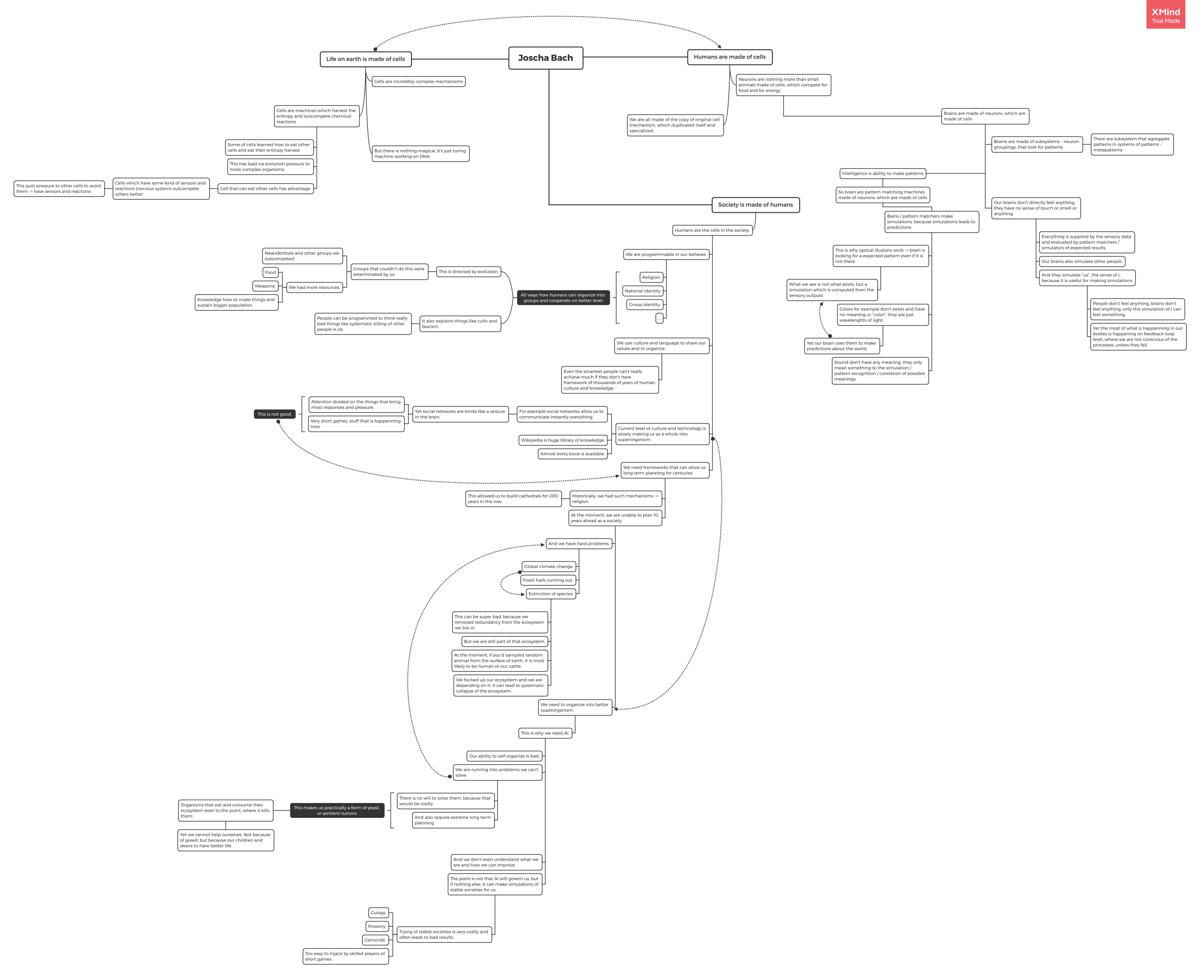 XMind
Trial Mode
Joscha Bach
Life on earth is made of cells
Cells are incredibly complex mechanisms
Cells are machines which harvest the
entropy and outcompete chemical
reactions
Some of cells learned how to eat other
cells and eat their entropy harvest
This has lead via evolution pressure to
more complex organisms.
Cell that can eat other cells has advantage
Cells which have some kind of sensors and
reactions (nervous system) outcompete
others better
This puts pressure to other cells to avoid
them -> have sensors and reactions
But there is nothing magical, it's just turing
machine working on DNA
Humans are made of cells
Neurons are nothing more than small
animals made of cells, which compete for
food and for energy
We are all made of the copy of original cell
mechanism, which duplicated itself and
specialized
Brains are made of neurons, which are
made of cells
Brains are made of subsystems - neuron
groupings, that look for patterns
There are subsystem that agreggate
patterns in systems of patterns -
metapatterns
Intelligence is ability to make patterns
So brain are pattern matching machines
made of neurons, which are made of cells
Bains / pattern matchers make
simulations, because simulations leads to
predictions
This is why optical illusions work -> brain is
looking for a expected pattern even if it is
not there
What we see is not what exists, but a
simulation which is computed from the
sensory outputs
Colors for example don't exists and have
no meaning or "color", they are just
wavelenghts of light.
Yet our brain uses them to make
predictions about the world.
Sound don't have any meaning, they only
mean something to the simulation /
pattern recognition / corelation of possible
meanings.
Our brains don't directly feel anything,
they have no sense of touch or smell or
anything
Everything is supplied by the sensory data
and evaluated by pattern matchers /
simulators of expected results
Our brains also simulate other people.
And they simulate "us", the sense of I,
because it is useful for making simulations.
People don't feel anything, brains don't
feel anything, only the simulation of I can
feel something.
Yet the most of what is happening in our
bodies is happening on feedback loop
level, where we are not conscious of the
processes, unless they fail.
Society is made of humans
Humans are the cells in the society.
We are programmable in our believes.
Religion.
National identity
Group identity.
All ways how humans can organize into
groups and cooperate on better level.
This is directed by evolution.
Groups that couldn't do this were
exterminated by us.
Neanderthals and other groups we
outcompeted
We had more resources.
Food
Weapons
Knowledge how to make things and
sustain bigger population.
It also explains things like cults and
fascism.
People can be programmed to think really
bad things like systematic killing of other
people is ok.
We use culture and language to share our
values and to organize.
Even the smartest people can't really
achieve much if they don't have
framework of thousands of years of human
culture and knowledge.
Current level of culture and technology is
slowly making us as a whole into
superorganism.
For example social networks allow us to
communicate instantly everything.
Yet social networks are kinda like a seizure
in the brain.
Attention divided on the things that bring
most responses and pleasure.
Very short games, stuff that is happenning
now.
This is not good.
Wikipedia is huge library of knowledge.
Almost every book is available
We need frameworks that can allow us
long term planning for centuries.
Historically, we had such mechanisms ->
religion.
This allowed us to build cathedrals for 200
years in the row.
At the moment, we are unable to plan 10
years ahead as a society.
And we have hard problems.
Global climate change.
Fossil fuels running out.
Extinction of species.
This can be super bad, because we
removed redundancy from the ecosystem
we live in.
But we are still part of that ecosystem.
At the moment, if you'd sampled random
animal from the surface of earth, it is most
likely to be human or our cattle.
We fucked up our ecosystem and we are
depending on it, it can lead to systematic
collapse of the ecosystem.
We need to organize into better
superorganism.
This is why we need AI.
Our ability to self organize is bad.
We are running into problems we can't
solve.
There is no will to solve them, because that
would be costly.
And also require extreme long term
planning
This makes us practically a form of yeast,
or sentient tumors.
Organisms that eat and consume their
ecosystem even to the point, where it kills
them.
Yet we cannot help ourselves. Not because
of greed, but because our children and
desire to have better life.
And we don't even understand what we
are and how we can improve.
The point is not that AI will govern us, but
if nothing else, it can make simulations of
stable societies for us
Trying of stable societies is very costly and
often leads to bad results.
Gulags
Powerty
Genocide
Too easy to hijack by skilled players of
short games.